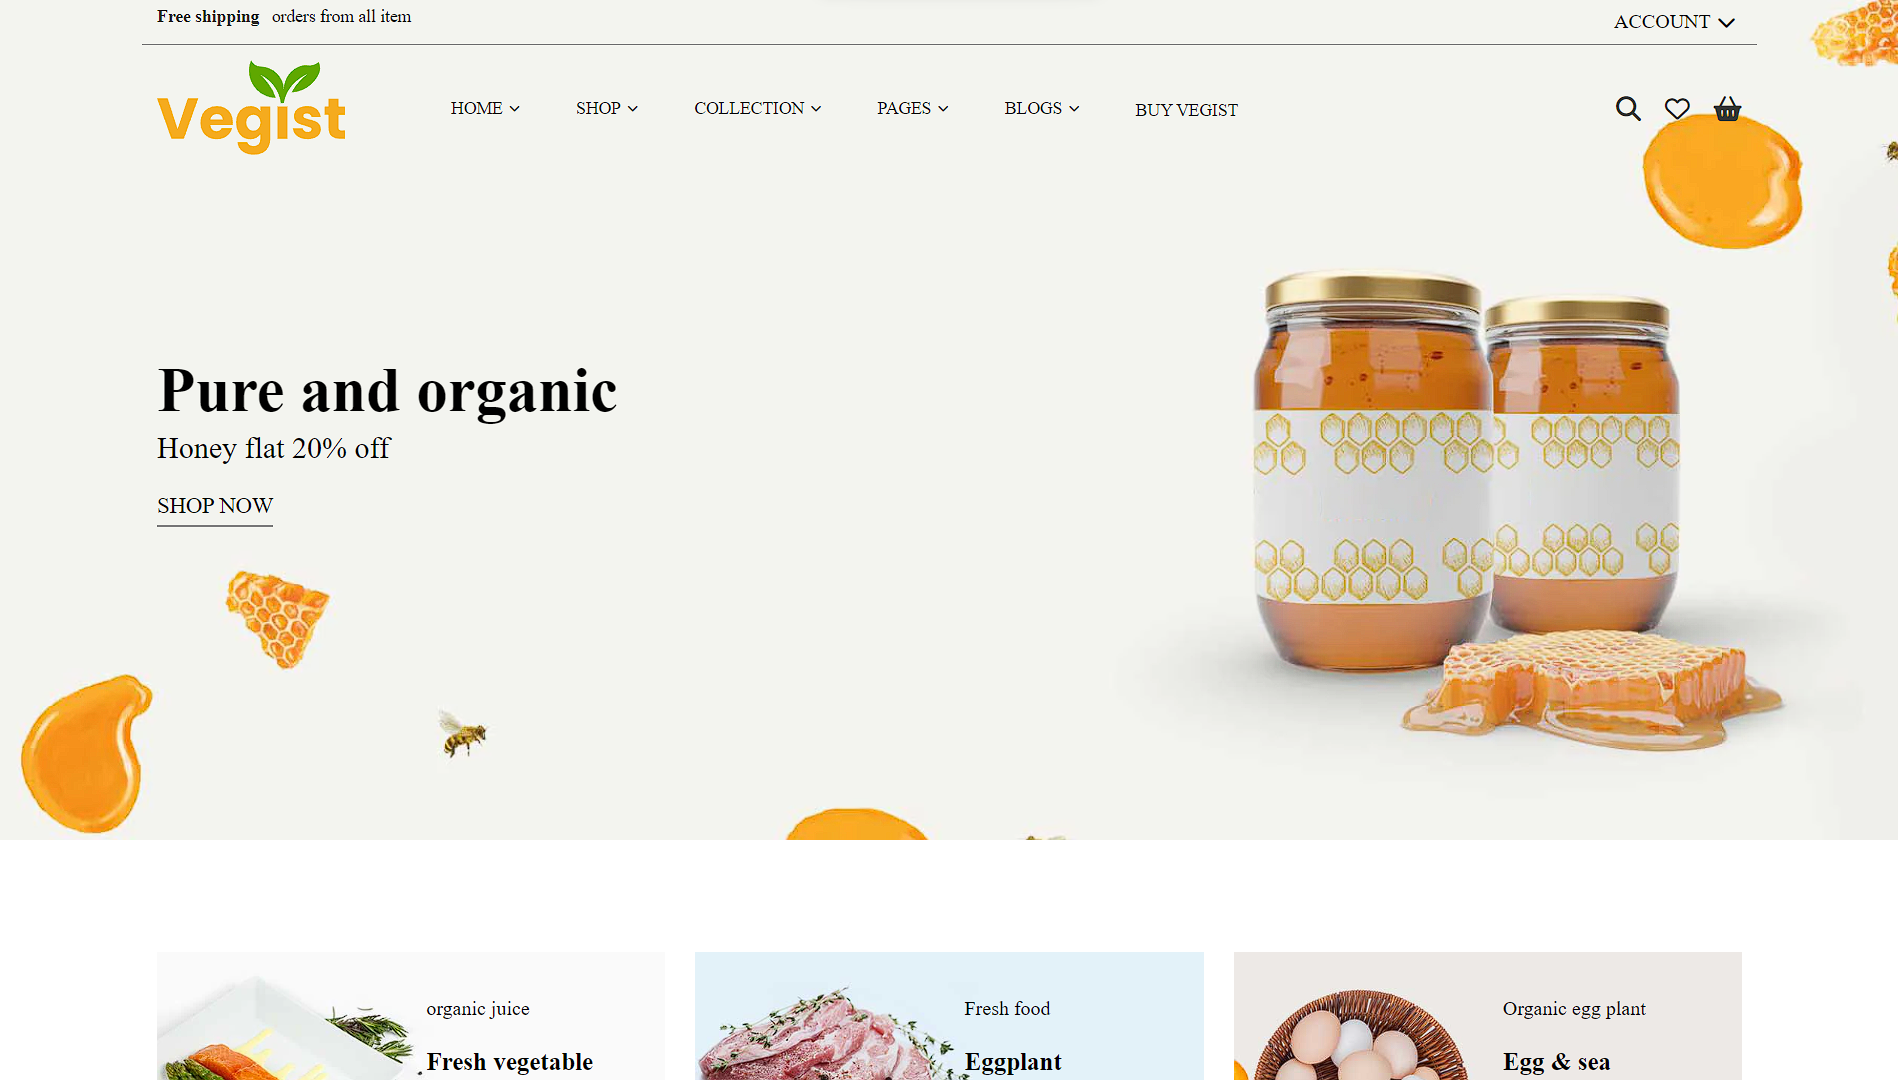 Free shipping orders from all item
ACCOUNT
Vegist
HOME
SHOP
COLLECTION
PAGES
BLOGS
BUY VEGIST
Pure and organic
Honey flat 20% off
SHOP NOW
organic juice
Fresh vegetable
Fresh food
Eggplant
Organic egg plant
Egg & sea